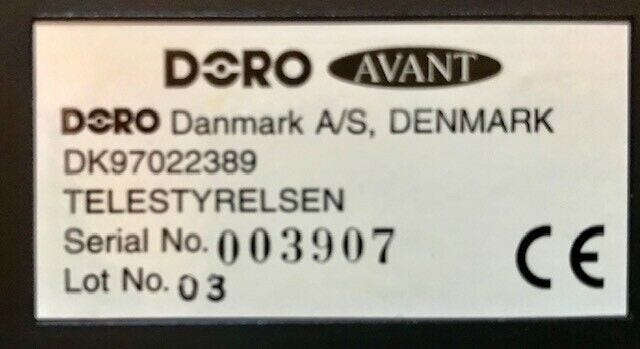 DORO AVANT
DORO Danmark A/S, DENMARK
DK97022389
TELESTYRELSEN
Serial No. 003907
Lot No. 03
CE